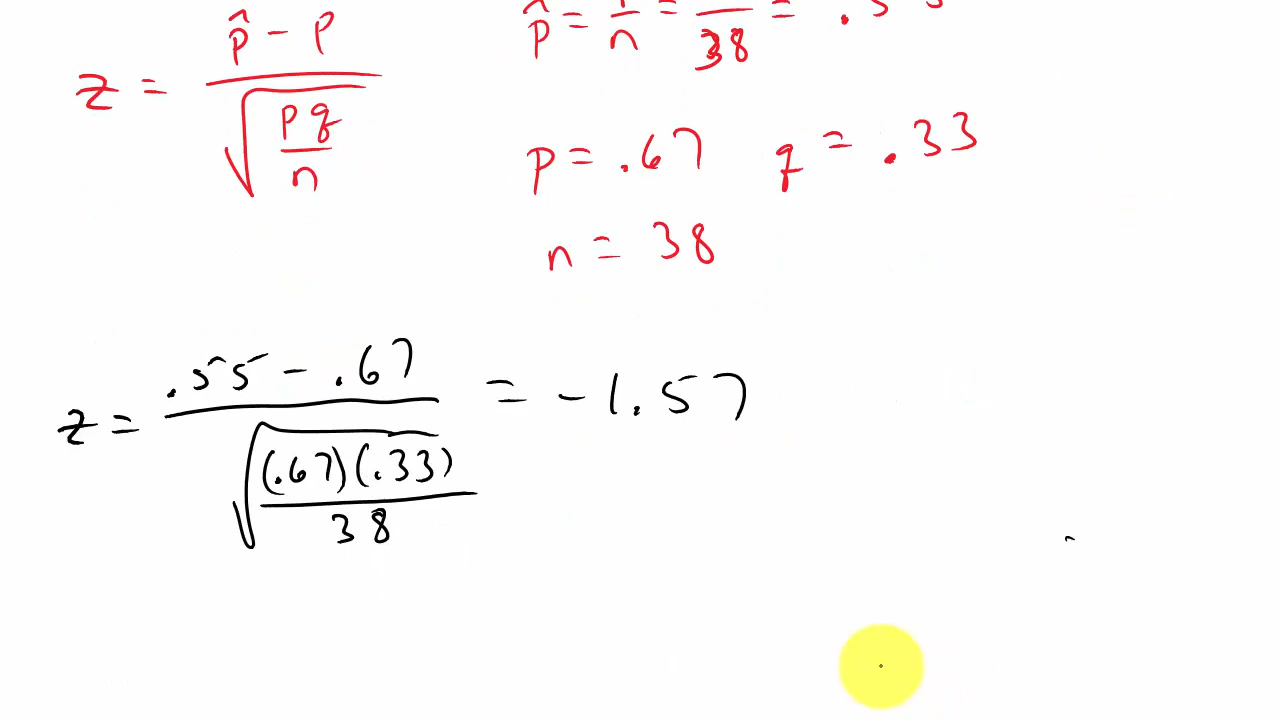 z = (p̂ - p) / √(pq/n)
p̂ = /n = /38 = .5
p = .67 q = .33
n = 38
z = (.55 - .67) / √((.67)(.33)/38) = -1.57